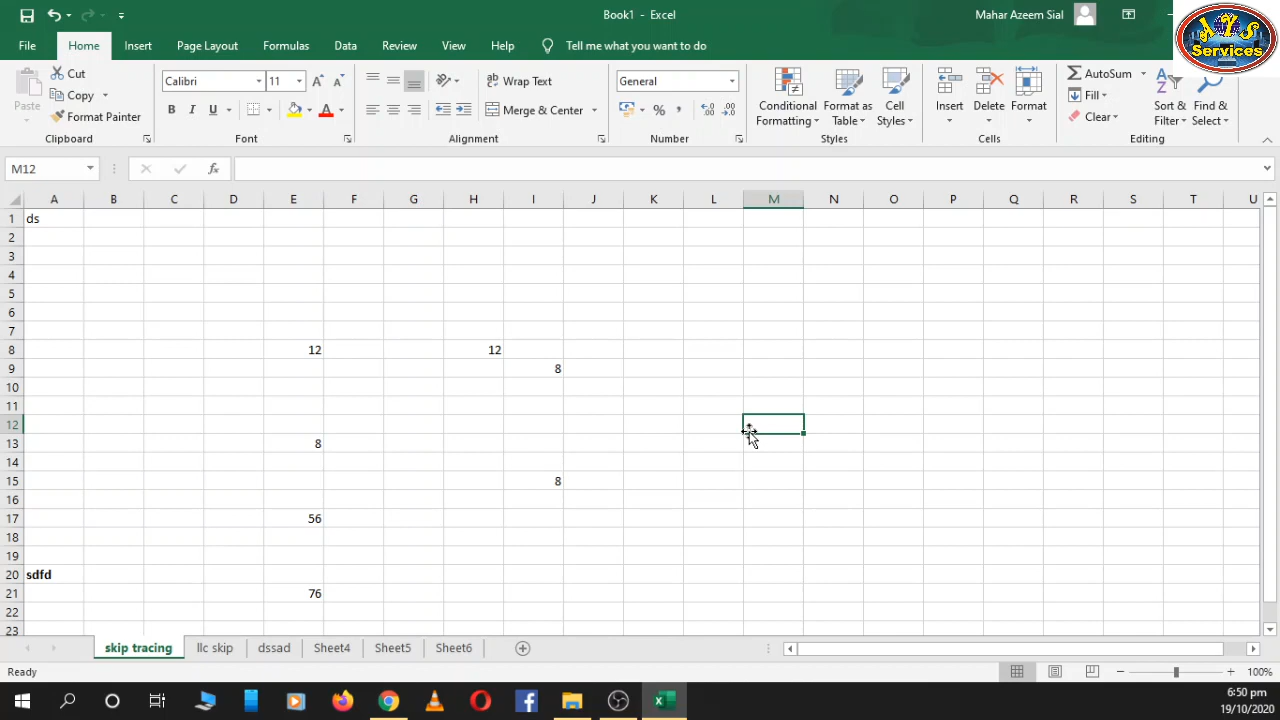 Book1 - Excel
Mahar Azeem Sial
AYS
Services
File Home Insert Page Layout Formulas Data Review View Help Tell me what you want to do
Paste
Cut
Copy
Format Painter
Clipboard
Calibri 11
B I U
Font
Wrap Text
Merge & Center
Alignment
General
%
Number
Conditional Formatting
Format as Table
Cell Styles
Styles
Insert
Delete
Format
Cells
AutoSum
Fill
Clear
Sort & Filter
Find & Select
Editing
M12
fx
A B C D E F G H I J K L M N O P Q R S T U
1 ds
2
3
4
5
6
7
8 12 12
9 8
10
11
12
13 8
14
15 8
16
17 56
18
19
20 sdfd
21 76
22
23
skip tracing llc skip dssad Sheet4 Sheet5 Sheet6
Ready
100%
6:50 pm
19/10/2020